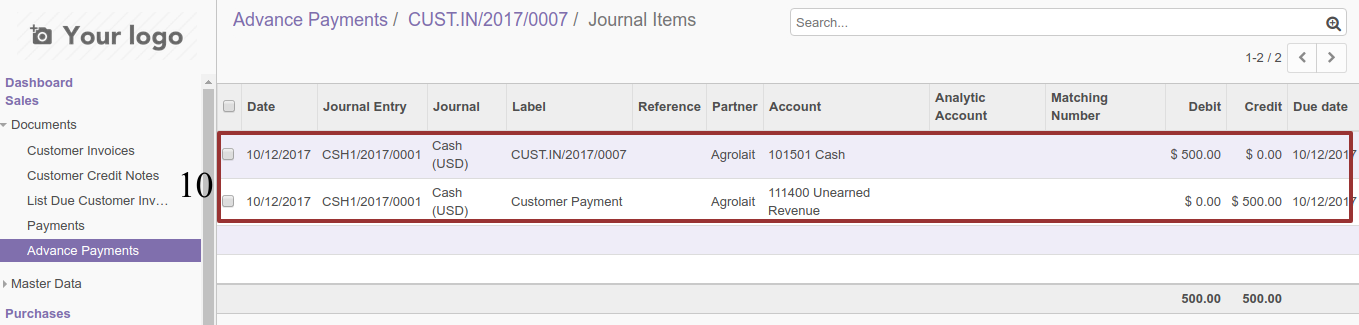 Your logo
Advance Payments / CUST.IN/2017/0007 / Journal Items
Search...
1-2 / 2
Dashboard
Sales
Documents
Customer Invoices
Customer Credit Notes
List Due Customer Inv...
Payments
Advance Payments
Master Data
Purchases
10
Date Journal Entry Journal Label Reference Partner Account Analytic Account Matching Number Debit Credit Due date
10/12/2017 CSH1/2017/0001 Cash (USD) CUST.IN/2017/0007 Agrolait 101501 Cash $ 500.00 $ 0.00 10/12/2017
10/12/2017 CSH1/2017/0001 Cash (USD) Customer Payment Agrolait 111400 Unearned Revenue $ 0.00 $ 500.00 10/12/2017
500.00 500.00